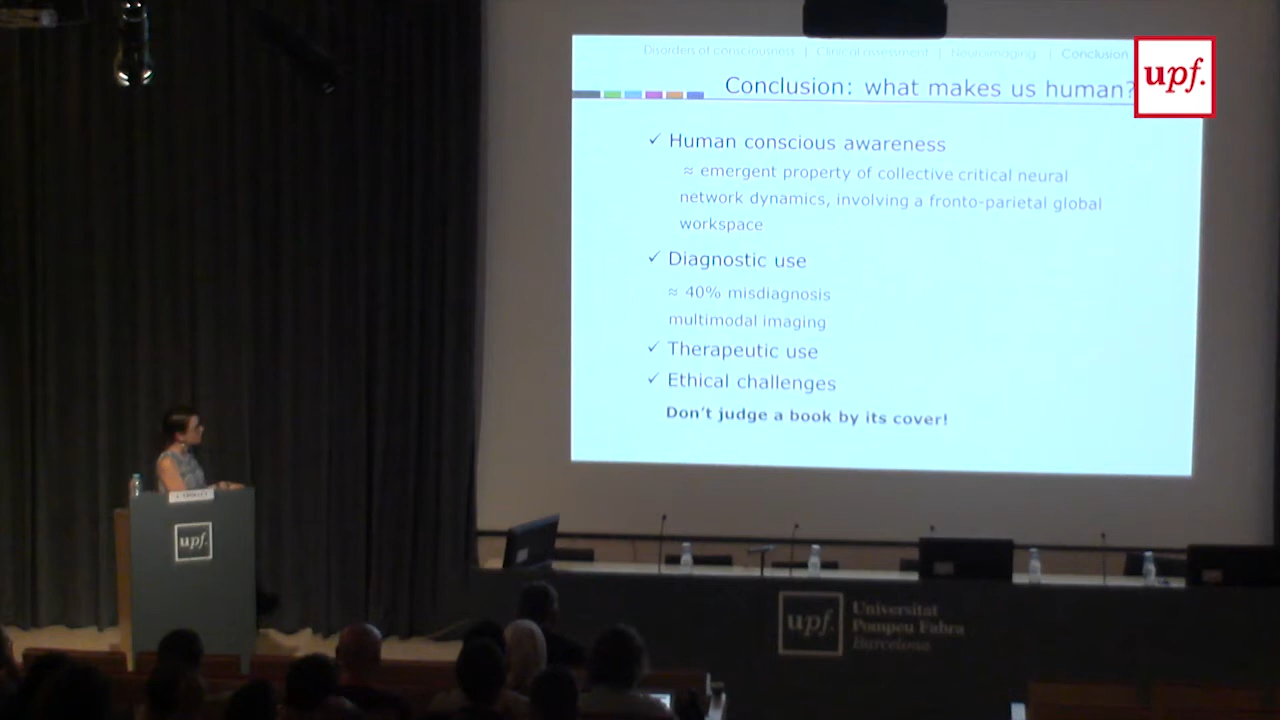 Disorders of consciousness | Clinical assessment | Neuroimaging | Conclusion
upf.
Conclusion: what makes us human?
✓ Human conscious awareness
≈ emergent property of collective critical neural
network dynamics, involving a fronto-parietal global
workspace
✓ Diagnostic use
≈ 40% misdiagnosis
multimodal imaging
✓ Therapeutic use
✓ Ethical challenges
Don't judge a book by its cover!
upf.
upf.
Universitat
Pompeu Fabra
Barcelona